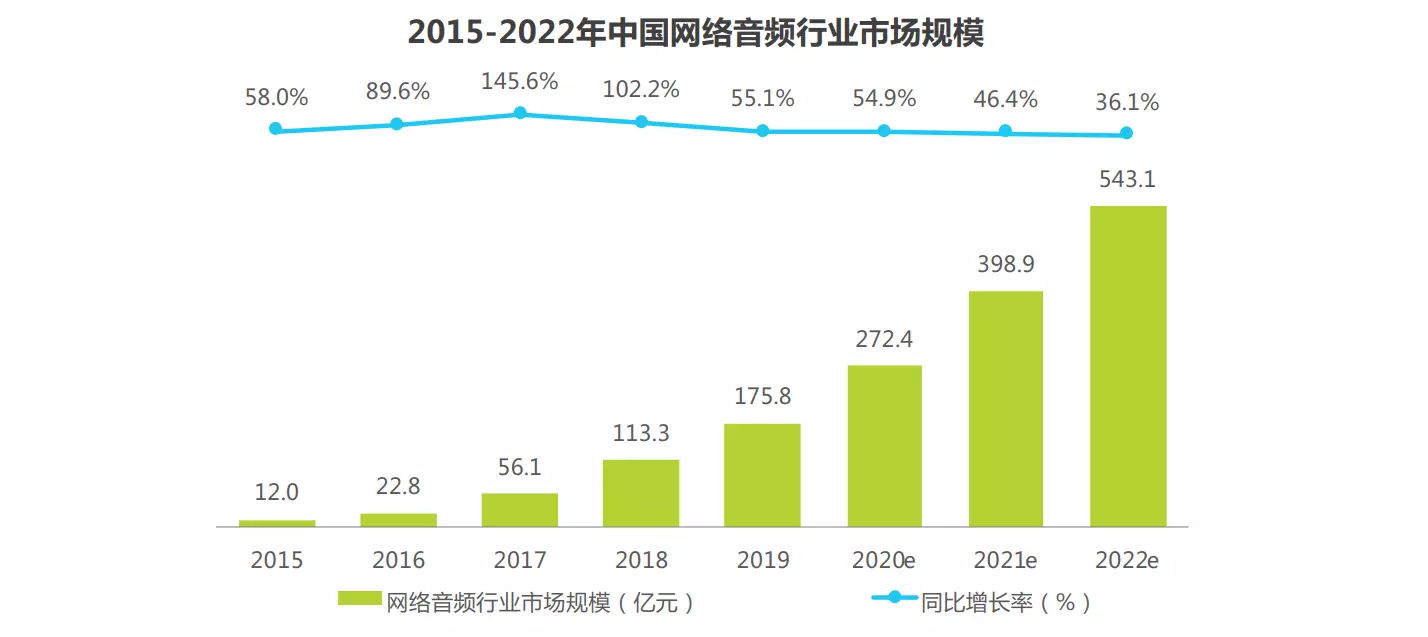 2015-2022年中国网络音频行业市场规模
58.0% 89.6% 145.6% 102.2% 55.1% 54.9% 46.4% 36.1%
12.0 22.8 56.1 113.3 175.8 272.4 398.9 543.1
2015 2016 2017 2018 2019 2020e 2021e 2022e
网络音频行业市场规模（亿元） 同比增长率（%）